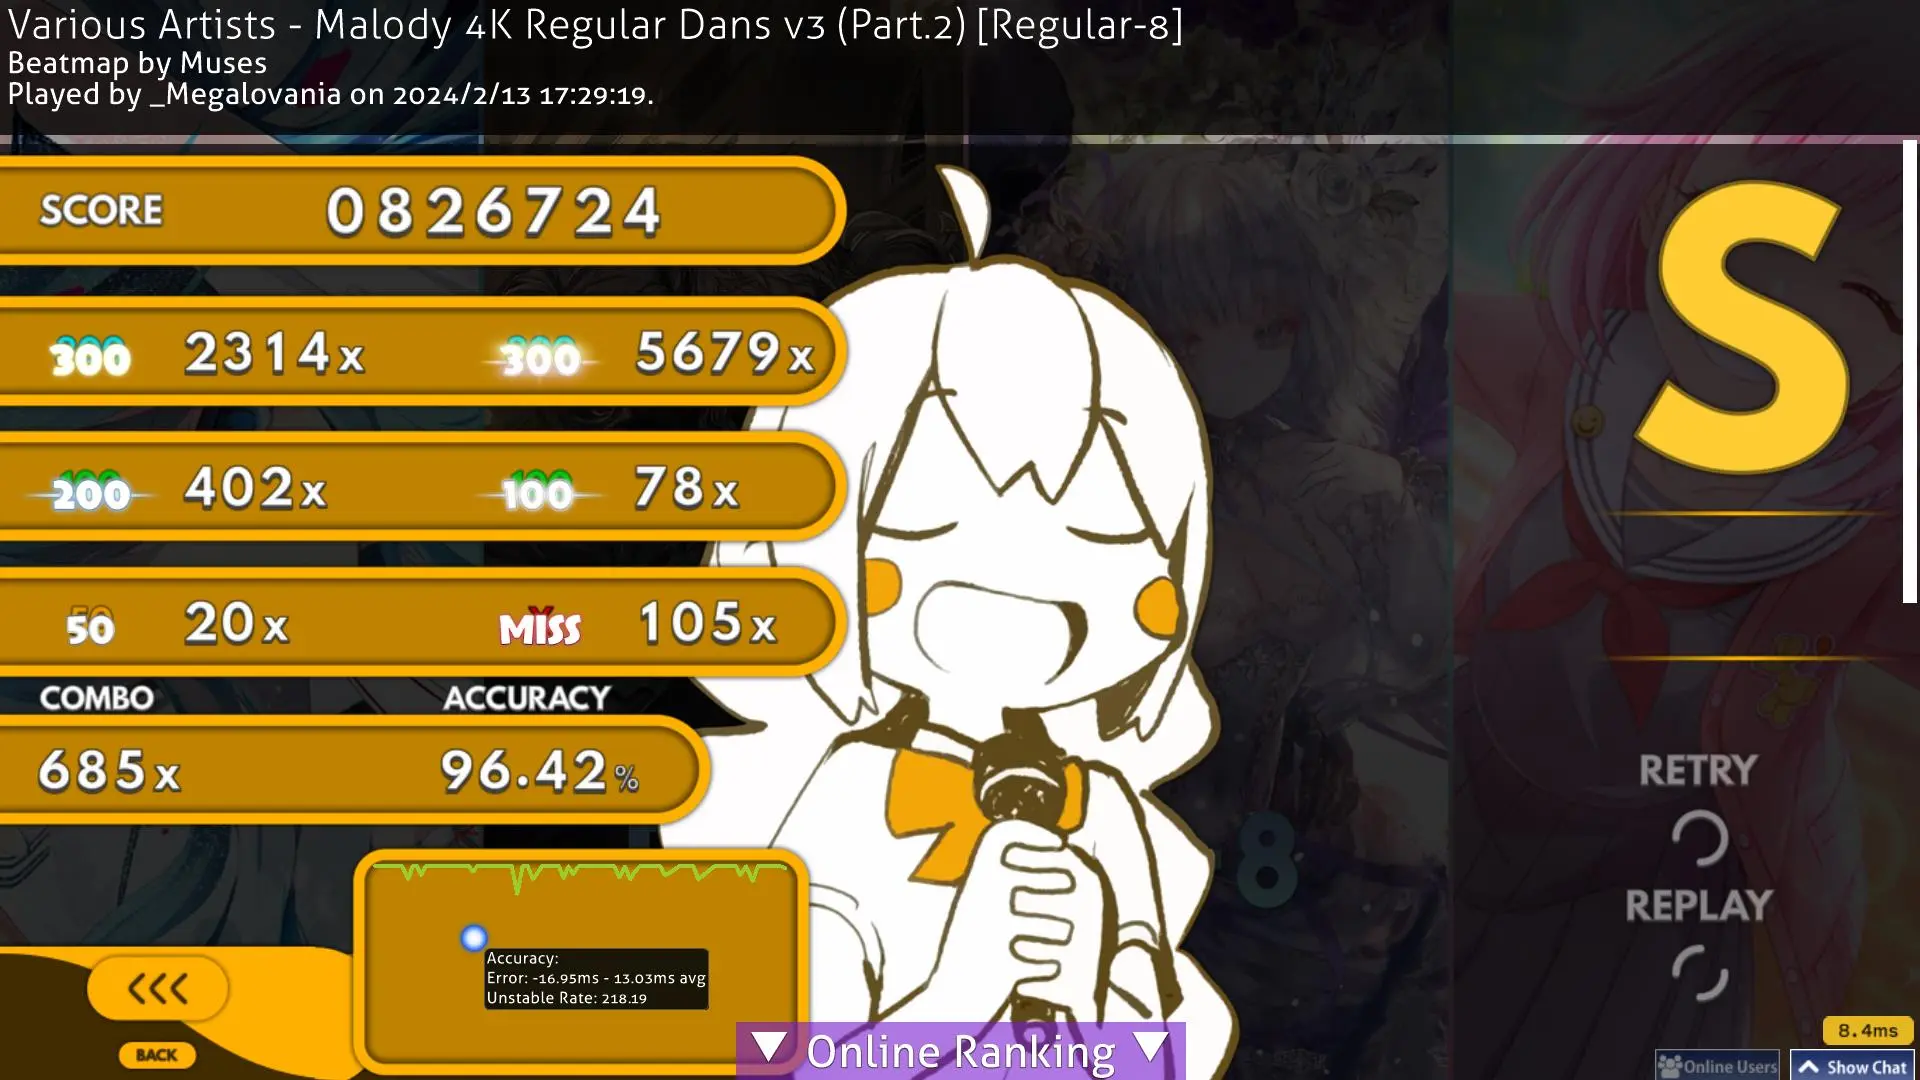 Various Artists - Malody 4K Regular Dans v3 (Part.2) [Regular-8]
Beatmap by Muses
Played by _Megalovania on 2024/2/13 17:29:19.
SCORE 0826724
300 2314x 300 5679x
200 402x 100 78x
50 20x MISS 105x
COMBO ACCURACY
685x 96.42%
S
8
RETRY
REPLAY
Accuracy:
Error: -16.95ms - 13.03ms avg
Unstable Rate: 218.19
BACK
▼ Online Ranking ▼
8.4ms
Online Users
Show Chat